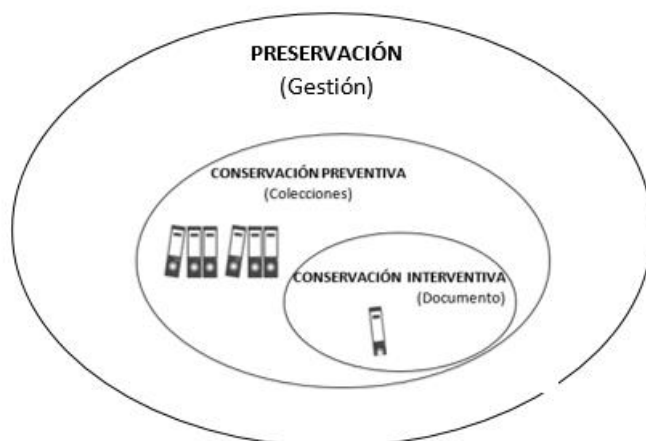 PRESERVACIÓN
(Gestión)
CONSERVACIÓN PREVENTIVA
(Colecciones)
CONSERVACIÓN INTERVENTIVA
(Documento)